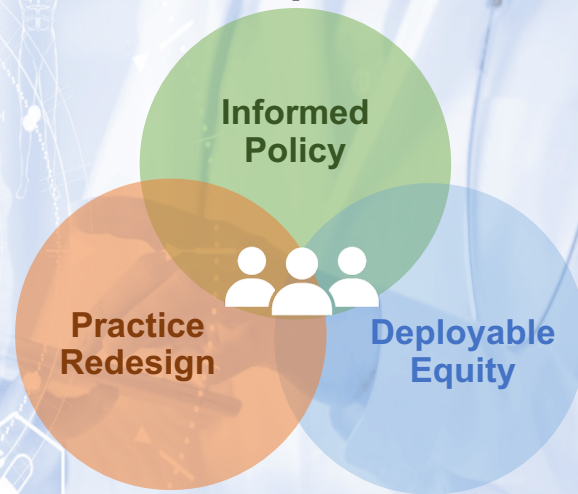 Informed
Policy
Practice
Redesign
Deployable
Equity